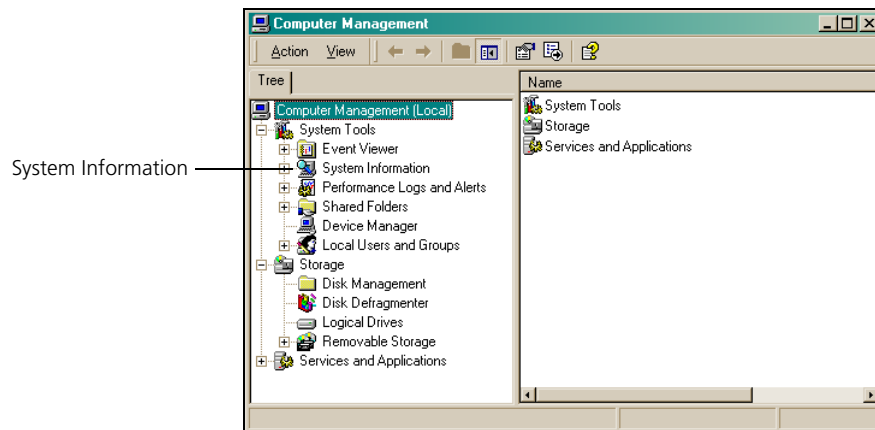 Computer Management
Action View
Tree
Name
Computer Management (Local)
System Tools
Event Viewer
System Information
Performance Logs and Alerts
Shared Folders
Device Manager
Local Users and Groups
Storage
Disk Management
Disk Defragmenter
Logical Drives
Removable Storage
Services and Applications
System Tools
Storage
Services and Applications
System Information